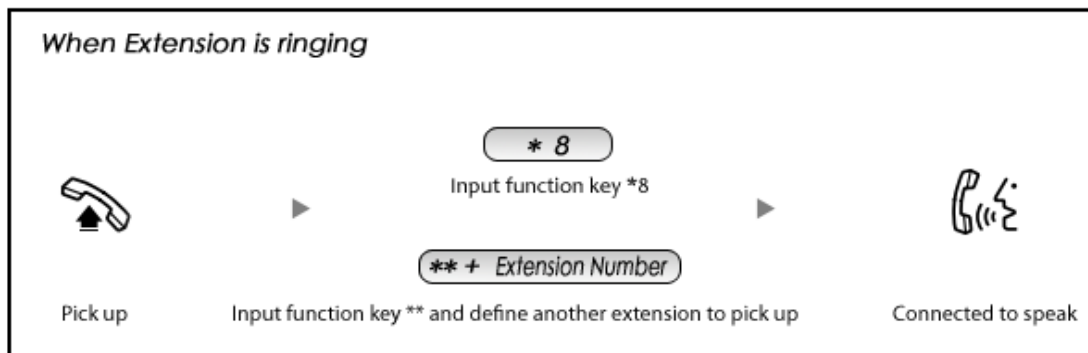 When Extension is ringing
* 8
Input function key *8
** + Extension Number
Pick up
Input function key ** and define another extension to pick up
Connected to speak